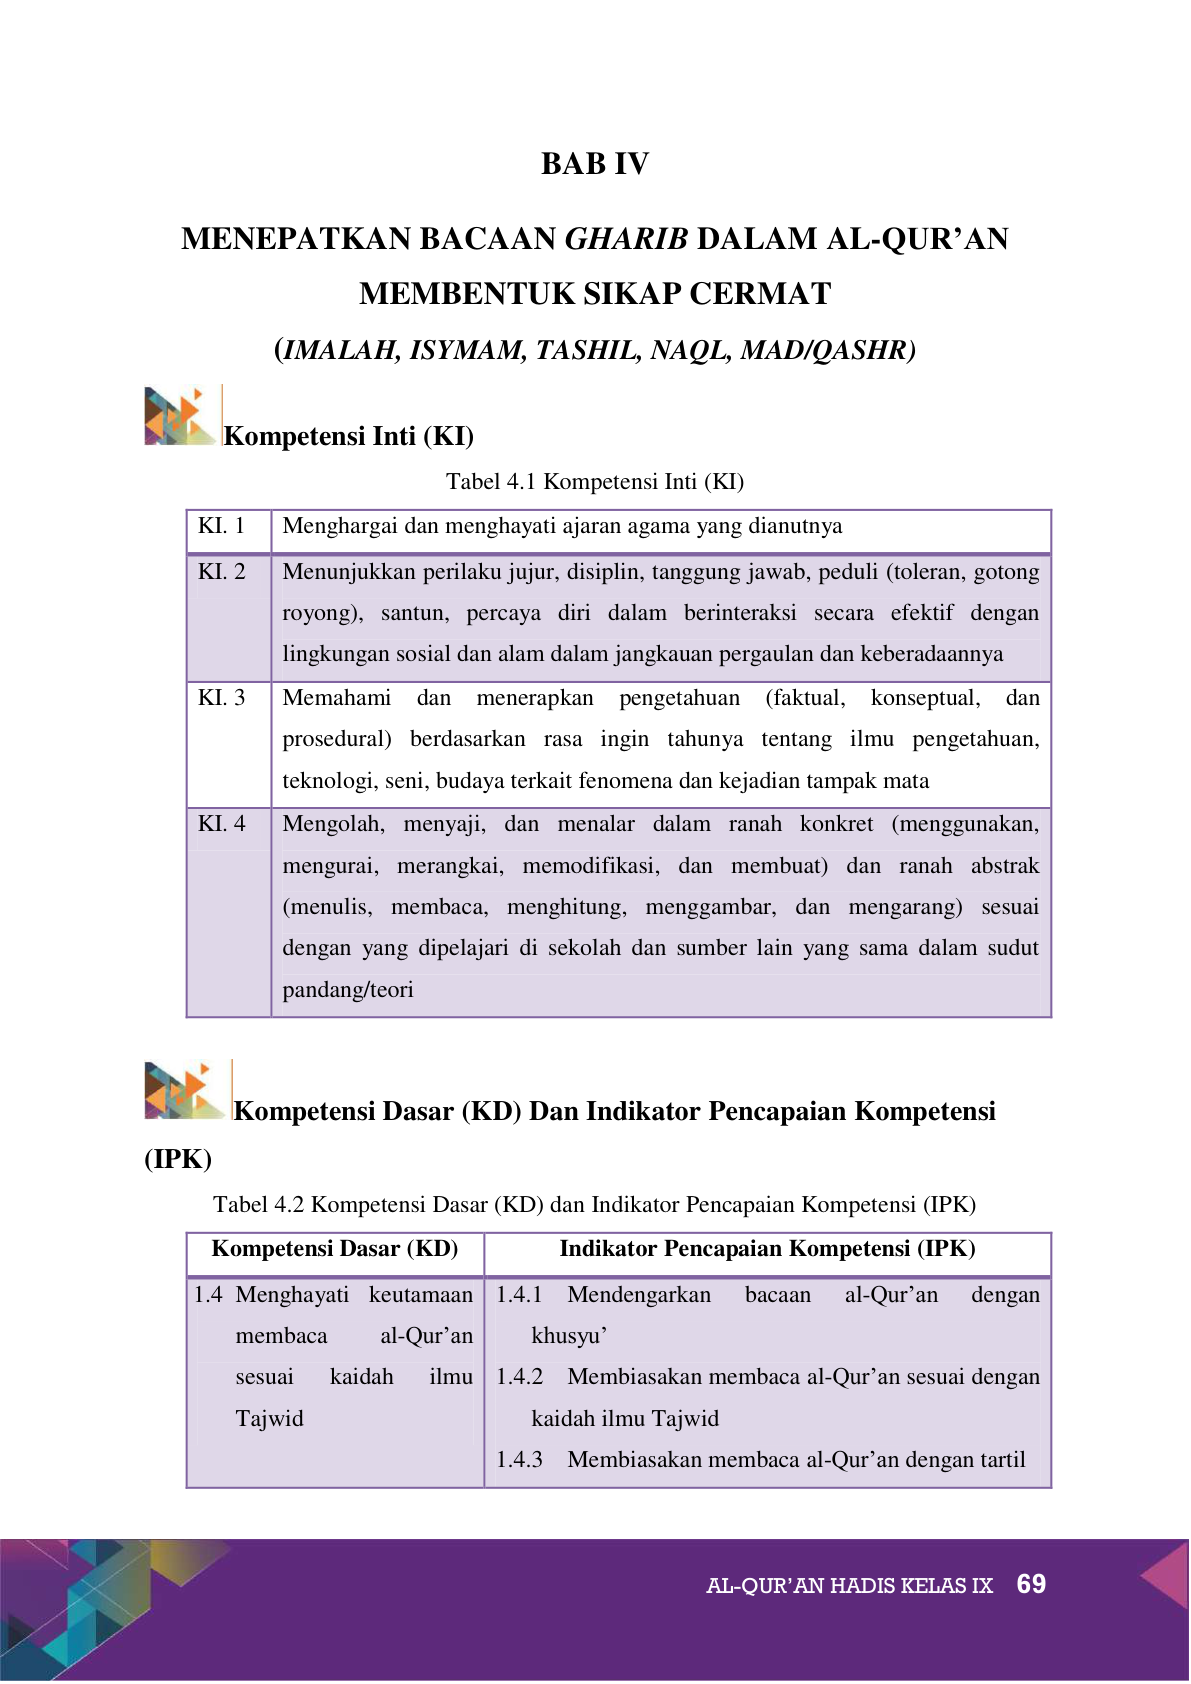 BAB IV
MENEPATKAN BACAAN GHARIB DALAM AL-QUR’AN
MEMBENTUK SIKAP CERMAT
(IMALAH, ISYMAM, TASHIL, NAQL, MAD/QASHR)
Kompetensi Inti (KI)
Tabel 4.1 Kompetensi Inti (KI)
KI. 1 Menghargai dan menghayati ajaran agama yang dianutnya
KI. 2 Menunjukkan perilaku jujur, disiplin, tanggung jawab, peduli (toleran, gotong
royong), santun, percaya diri dalam berinteraksi secara efektif dengan
lingkungan sosial dan alam dalam jangkauan pergaulan dan keberadaannya
KI. 3 Memahami dan menerapkan pengetahuan (faktual, konseptual, dan
prosedural) berdasarkan rasa ingin tahunya tentang ilmu pengetahuan,
teknologi, seni, budaya terkait fenomena dan kejadian tampak mata
KI. 4 Mengolah, menyaji, dan menalar dalam ranah konkret (menggunakan,
mengurai, merangkai, memodifikasi, dan membuat) dan ranah abstrak
(menulis, membaca, menghitung, menggambar, dan mengarang) sesuai
dengan yang dipelajari di sekolah dan sumber lain yang sama dalam sudut
pandang/teori
Kompetensi Dasar (KD) Dan Indikator Pencapaian Kompetensi
(IPK)
Tabel 4.2 Kompetensi Dasar (KD) dan Indikator Pencapaian Kompetensi (IPK)
Kompetensi Dasar (KD)
Indikator Pencapaian Kompetensi (IPK)
1.4 Menghayati keutamaan
membaca al-Qur’an
sesuai kaidah ilmu
Tajwid
1.4.1 Mendengarkan bacaan al-Qur’an dengan
khusyu’
1.4.2 Membiasakan membaca al-Qur’an sesuai dengan
kaidah ilmu Tajwid
1.4.3 Membiasakan membaca al-Qur’an dengan tartil
AL-QUR’AN HADIS KELAS IX 69